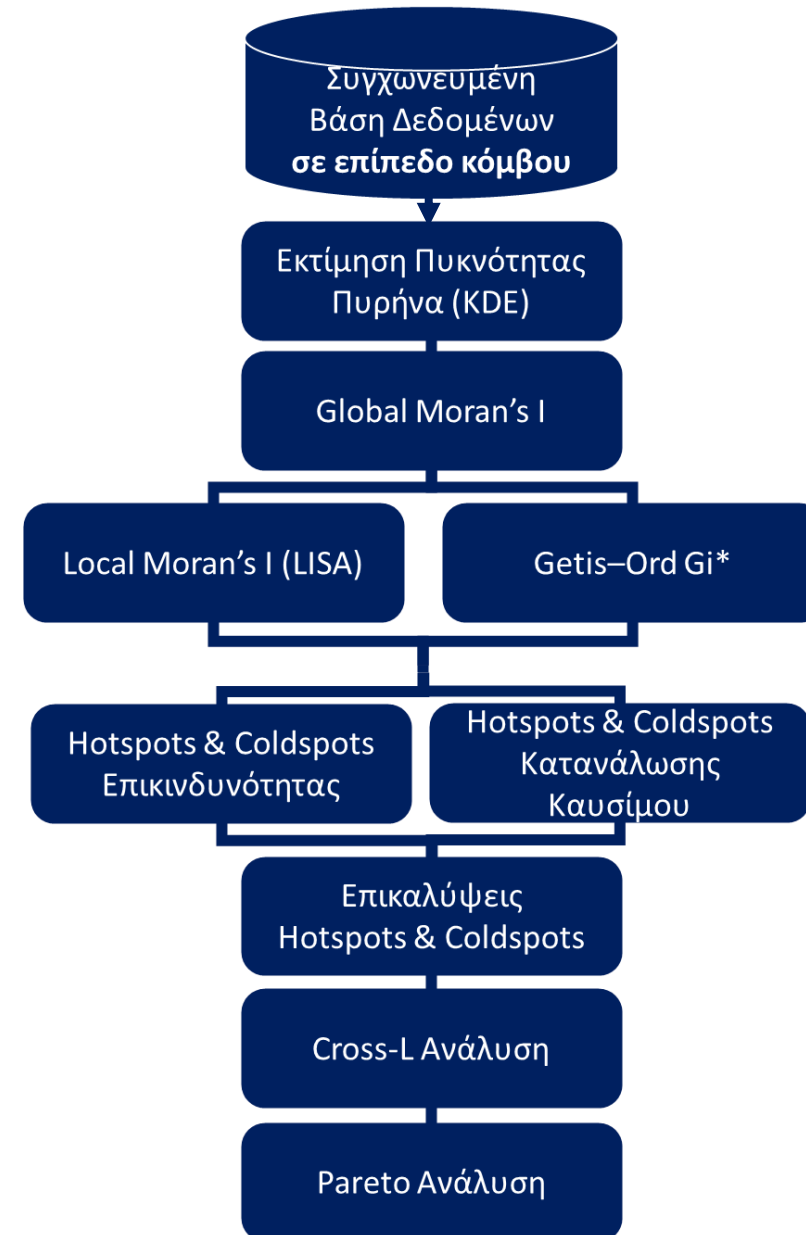 Συγχωνευμένη
Βάση Δεδομένων
σε επίπεδο κόμβου
Εκτίμηση Πυκνότητας
Πυρήνα (KDE)
Global Moran’s I
Local Moran’s I (LISA)
Getis–Ord Gi*
Hotspots & Coldspots
Επικινδυνότητας
Hotspots & Coldspots
Κατανάλωσης
Καυσίμου
Επικαλύψεις
Hotspots & Coldspots
Cross-L Ανάλυση
Pareto Ανάλυση